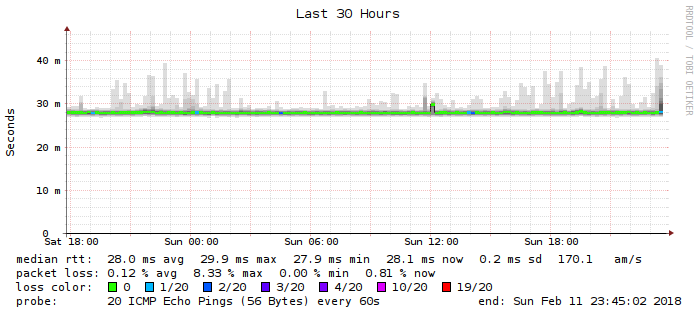 Last 30 Hours
RRDTOOL / TOBI OETIKER
Seconds
40 m
30 m
20 m
10 m
0
Sat 18:00 Sun 00:00 Sun 06:00 Sun 12:00 Sun 18:00
median rtt: 28.0 ms avg 29.9 ms max 27.9 ms min 28.1 ms now 0.2 ms sd 170.1 am/s
packet loss: 0.12 % avg 8.33 % max 0.00 % min 0.81 % now
loss color: 0 1/20 2/20 3/20 4/20 10/20 19/20
probe: 20 ICMP Echo Pings (56 Bytes) every 60s end: Sun Feb 11 23:45:02 2018